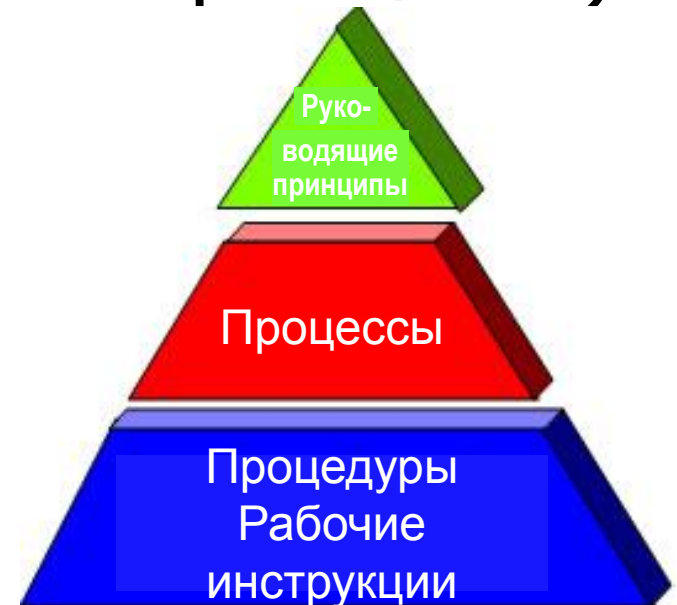 Руко-
водящие
принципы
Процессы
Процедуры
Рабочие
инструкции